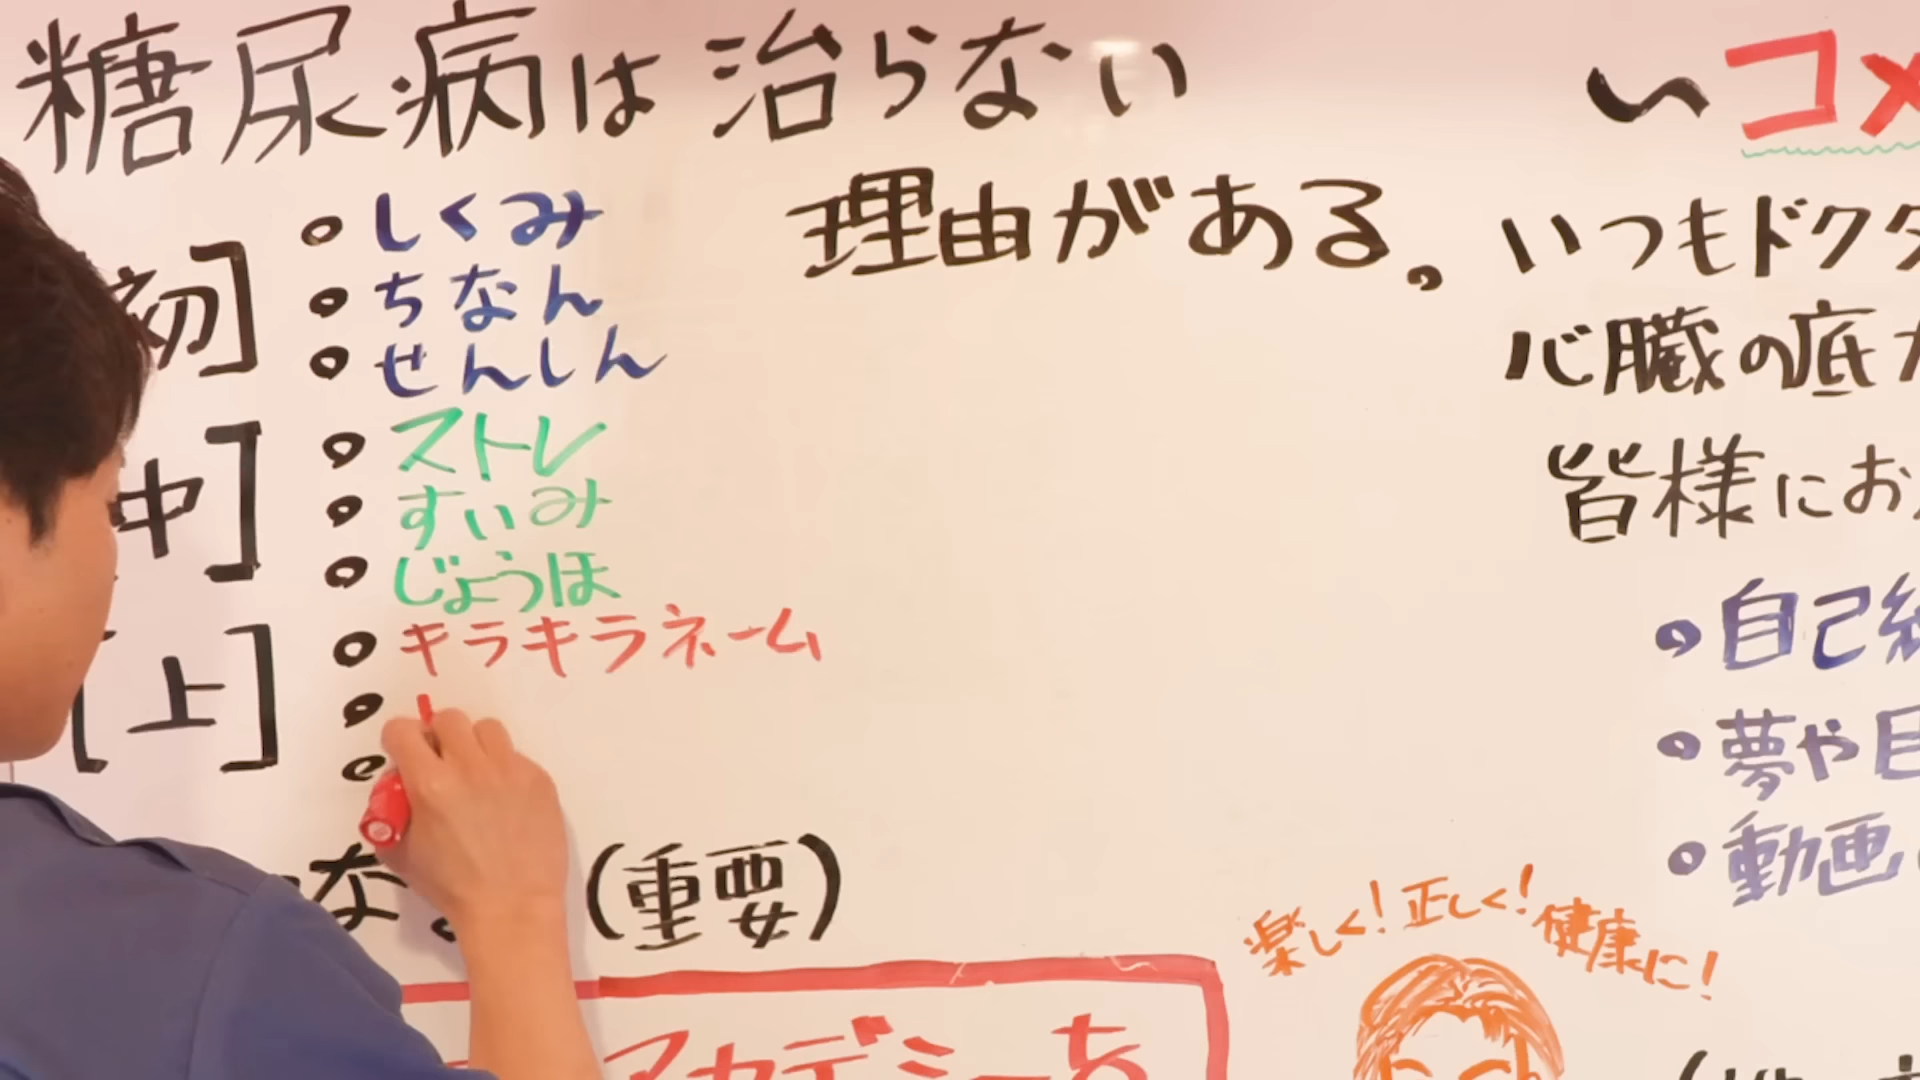 糖尿病は治らない
理由がある。
[初]
・しくみ
・ちなん
・せんしん
[中]
・ストレ
・すいみ
・じょうほ
[上]
・キラキラネーム
・
・
な。(重要)
アカデミーち
い コメ
いつもドクタ
心臓の底か
皆様にお
・自己紹
・夢や目
・動画
楽しく!正しく!健康に!